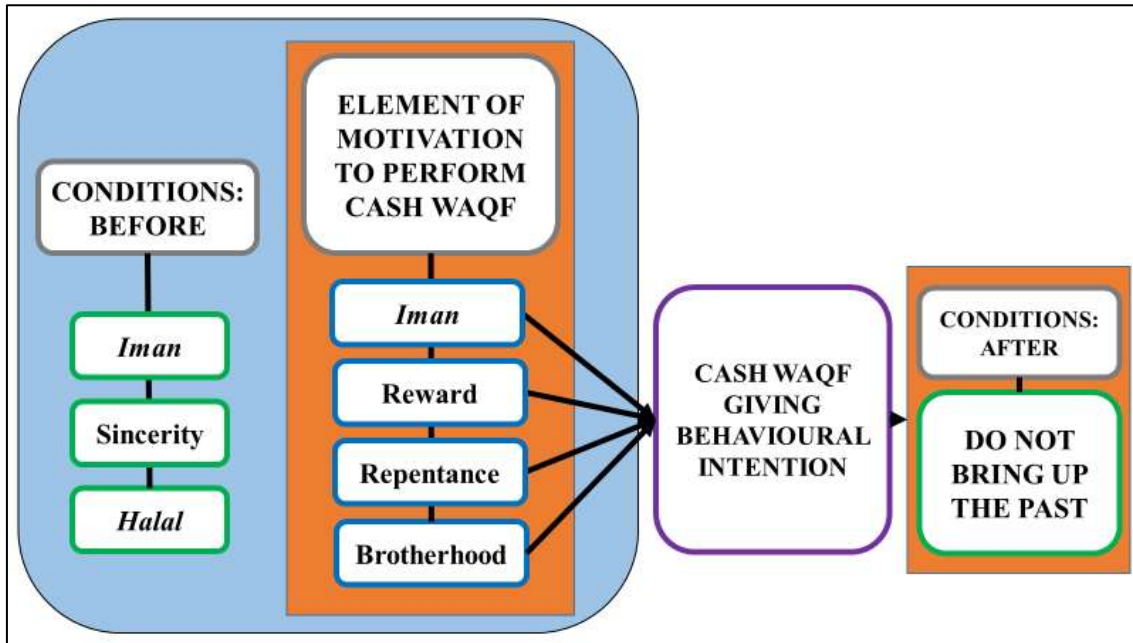 CONDITIONS:
BEFORE
Iman
Sincerity
Halal
ELEMENT OF
MOTIVATION
TO PERFORM
CASH WAQF
Iman
Reward
Repentance
Brotherhood
CASH WAQF
GIVING
BEHAVIOURAL
INTENTION
CONDITIONS:
AFTER
DO NOT
BRING UP
THE PAST